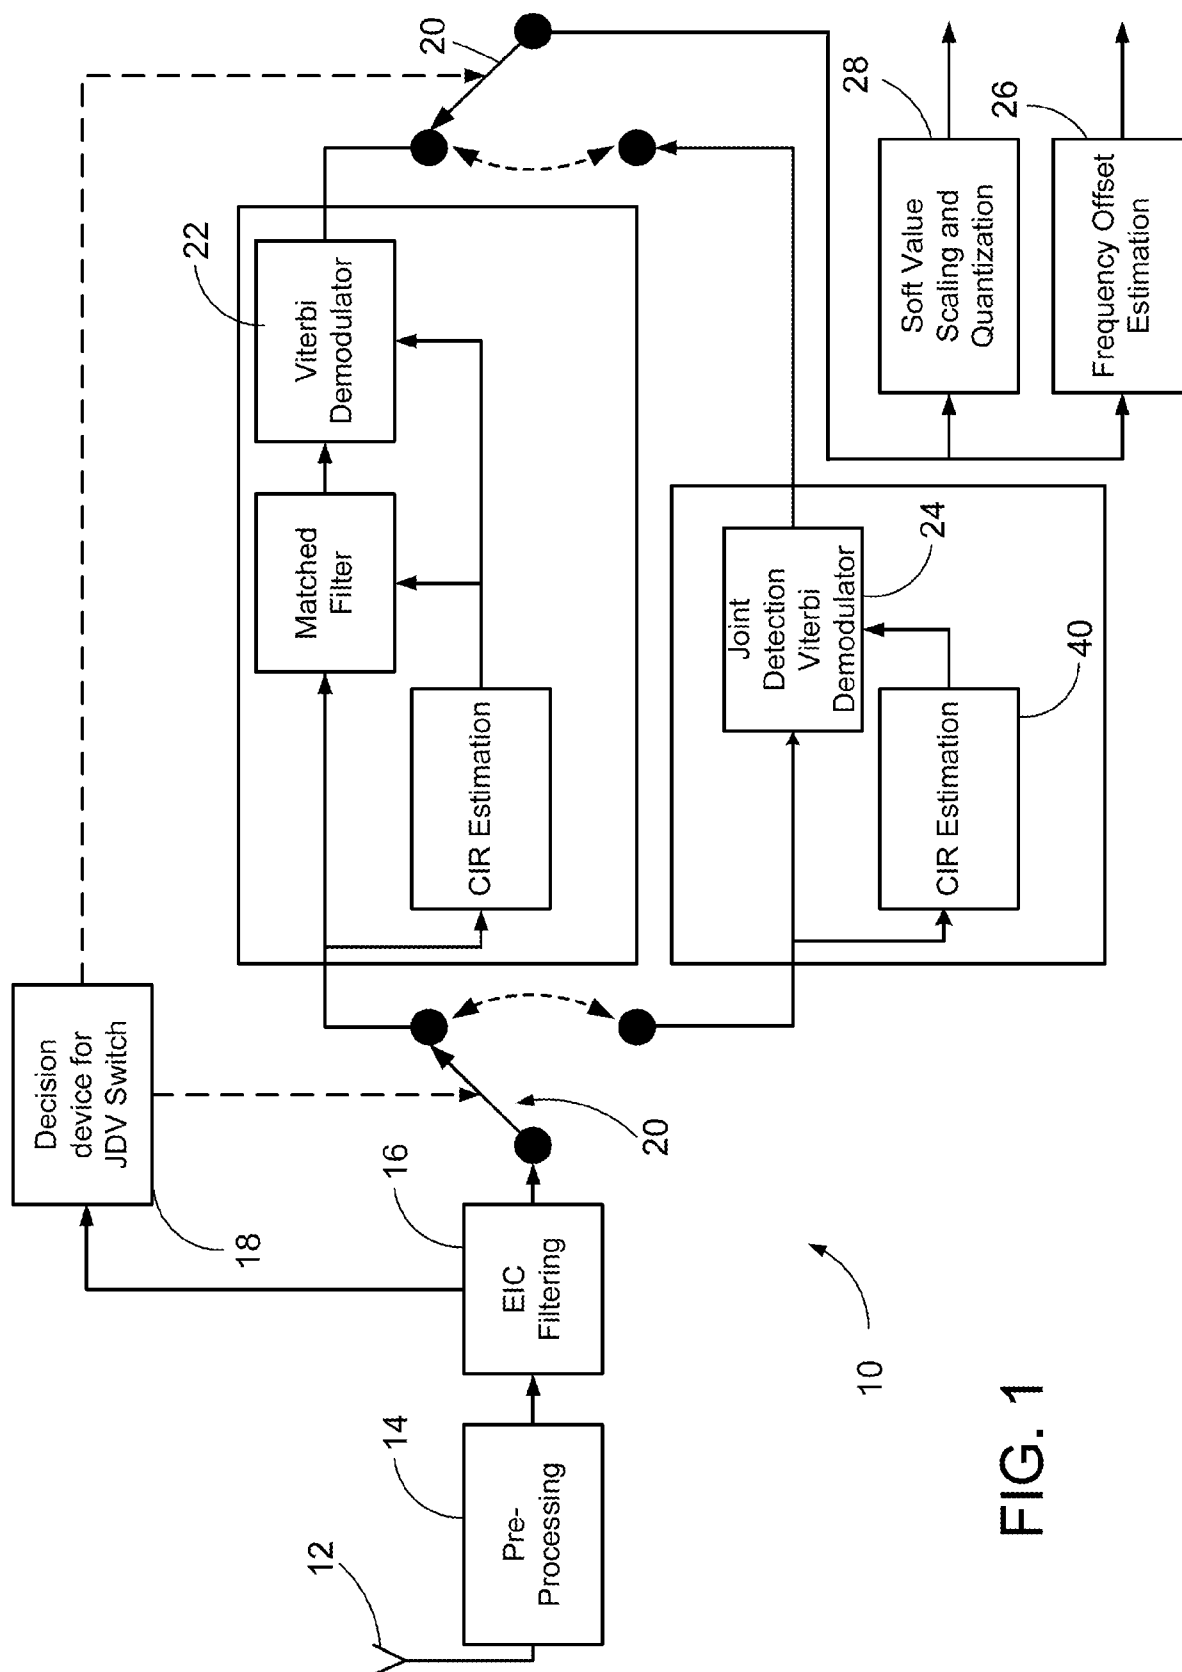 12
14
Pre-
Processing
16
EIC
Filtering
18
Decision
device for
JDV Switch
20
CIR Estimation
Matched
Filter
22
Viterbi
Demodulator
20
CIR Estimation
40
Joint
Detection
Viterbi
Demodulator
24
Soft Value
Scaling and
Quantization
28
Frequency Offset
Estimation
26
10
FIG. 1